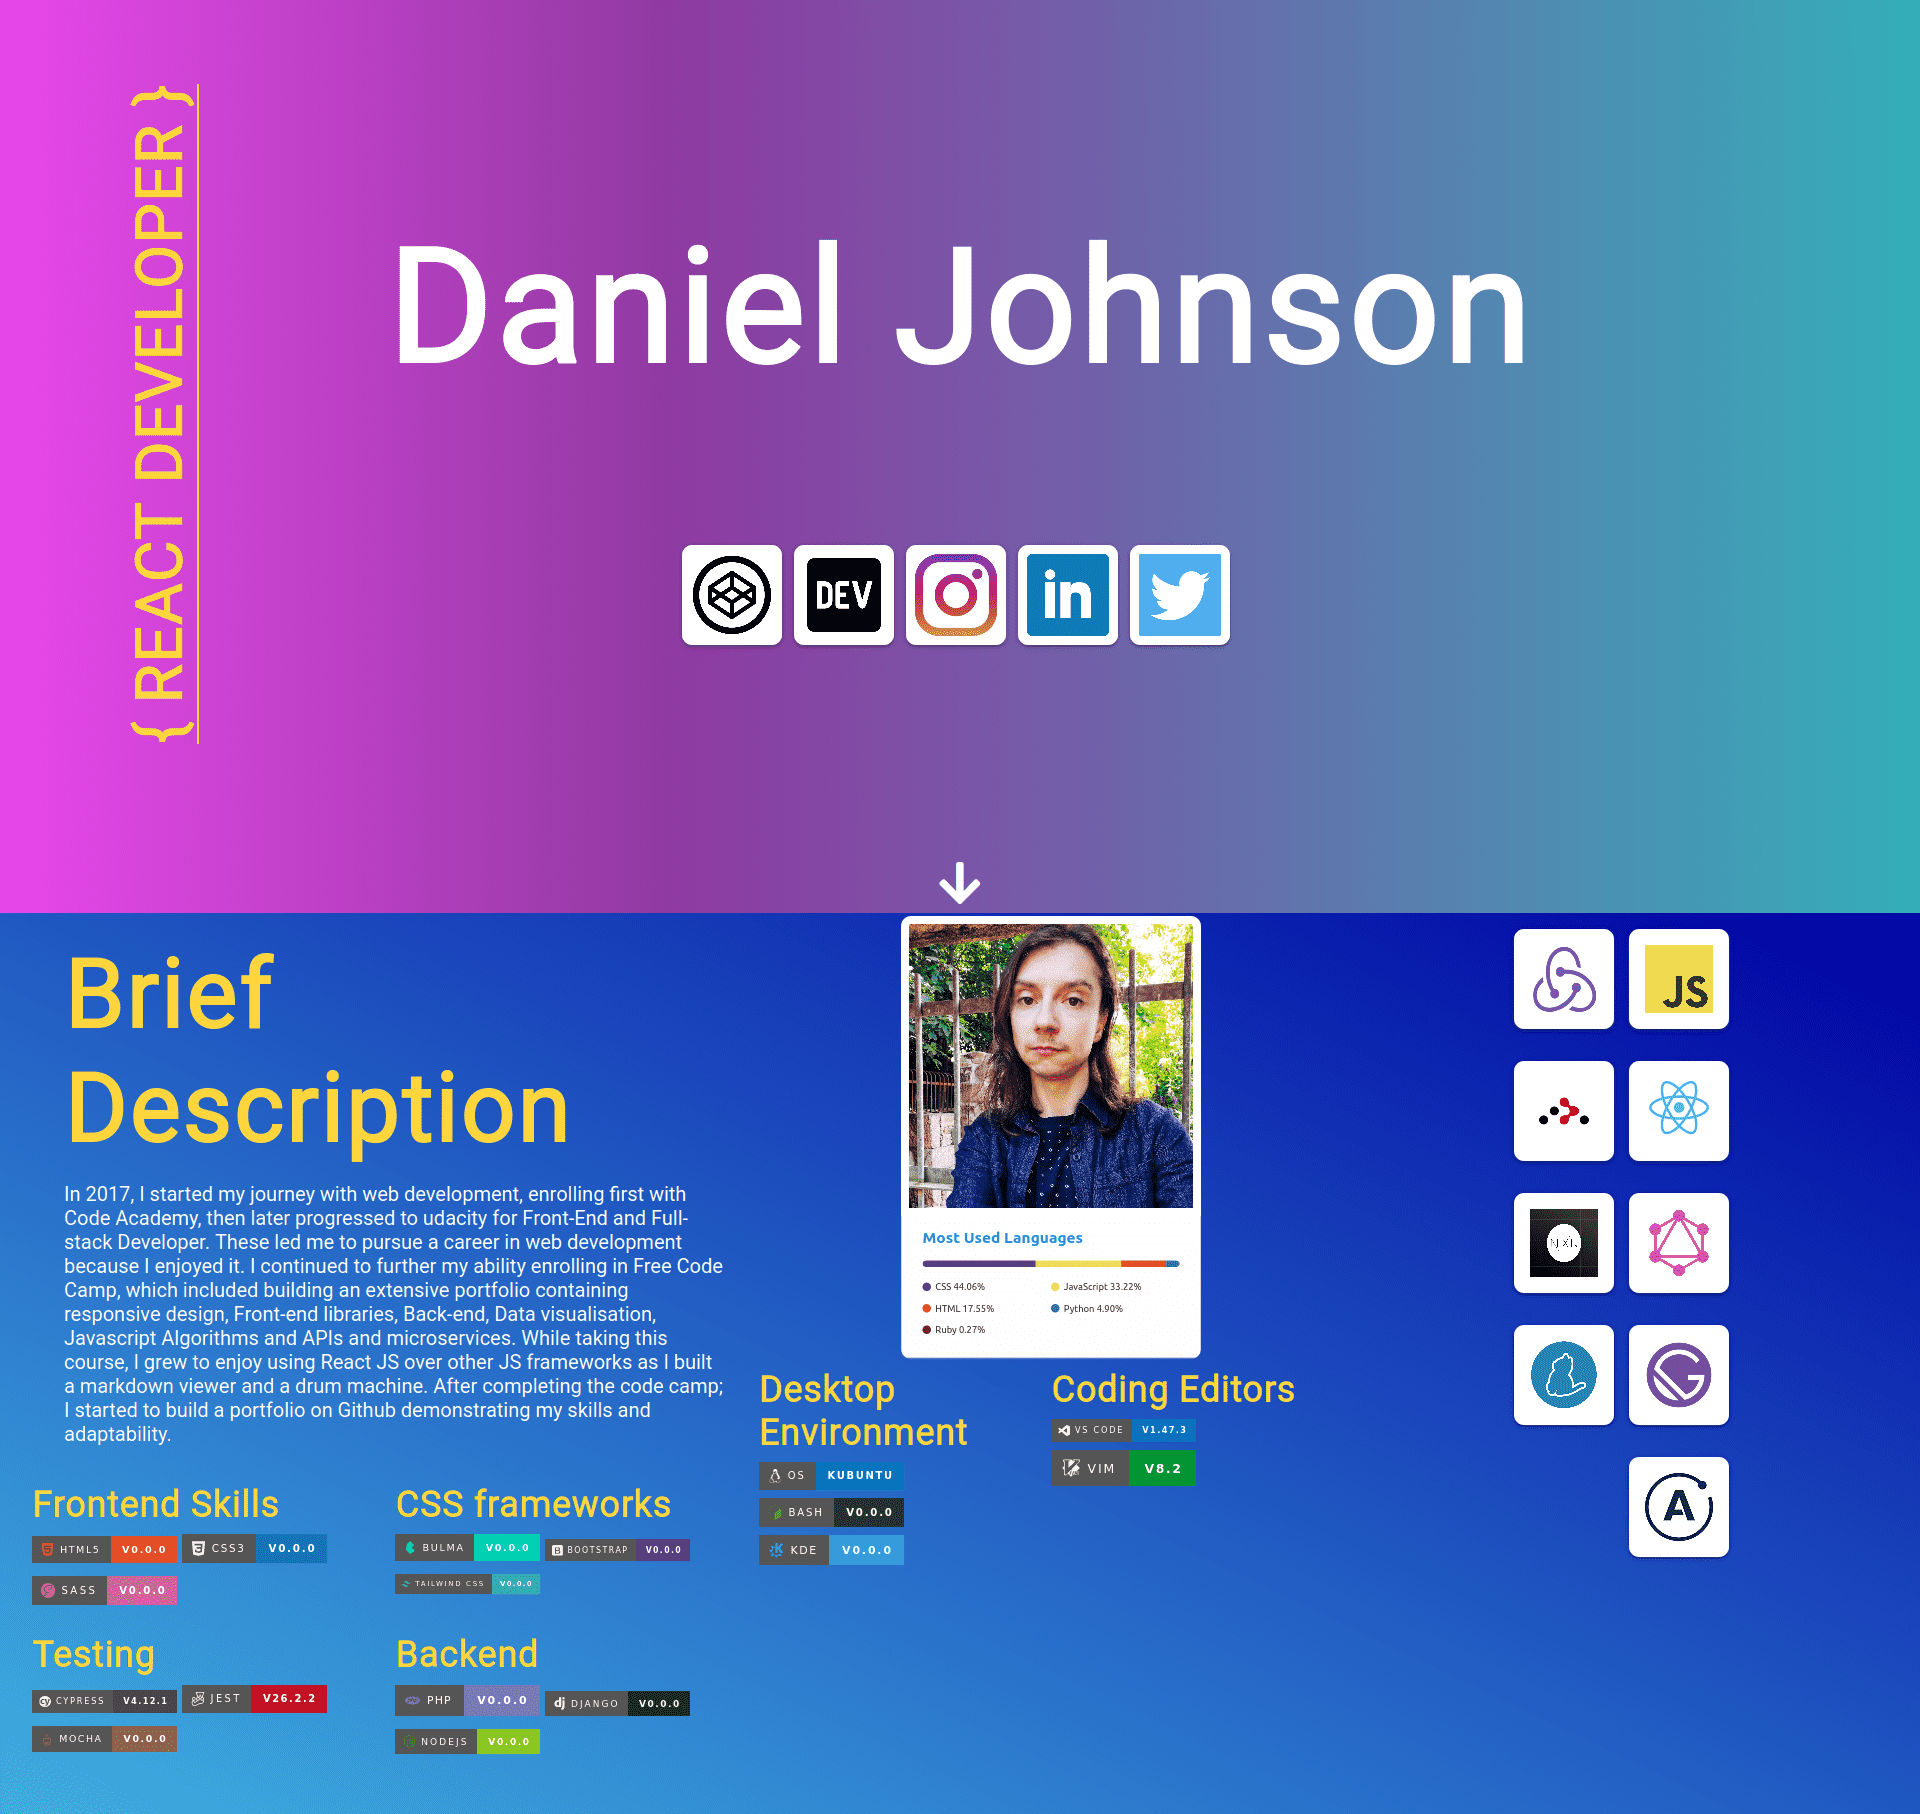 { REACT DEVELOPER }
Daniel Johnson
DEV
in
Brief
Description
In 2017, I started my journey with web development, enrolling first with
Code Academy, then later progressed to udacity for Front-End and Full-
stack Developer. These led me to pursue a career in web development
because I enjoyed it. I continued to further my ability enrolling in Free Code
Camp, which included building an extensive portfolio containing
responsive design, Front-end libraries, Back-end, Data visualisation,
Javascript Algorithms and APIs and microservices. While taking this
course, I grew to enjoy using React JS over other JS frameworks as I built
a markdown viewer and a drum machine. After completing the code camp;
I started to build a portfolio on Github demonstrating my skills and
adaptability.
Frontend Skills
HTML5 V0.0.0 CSS3 V0.0.0
SASS V0.0.0
CSS frameworks
BULMA V0.0.0 B BOOTSTRAP V0.0.0
TAILWIND CSS V0.0.0
Testing
cy CYPRESS V4.12.1 JEST V26.2.2
MOCHA V0.0.0
Backend
PHP V0.0.0 dj DJANGO V0.0.0
NODEJS V0.0.0
Most Used Languages
CSS 44.06% JavaScript 33.22%
HTML 17.55% Python 4.90%
Ruby 0.27%
Desktop
Environment
OS KUBUNTU
BASH V0.0.0
KDE V0.0.0
Coding Editors
VS CODE V1.47.3
VIM V8.2
JS
A